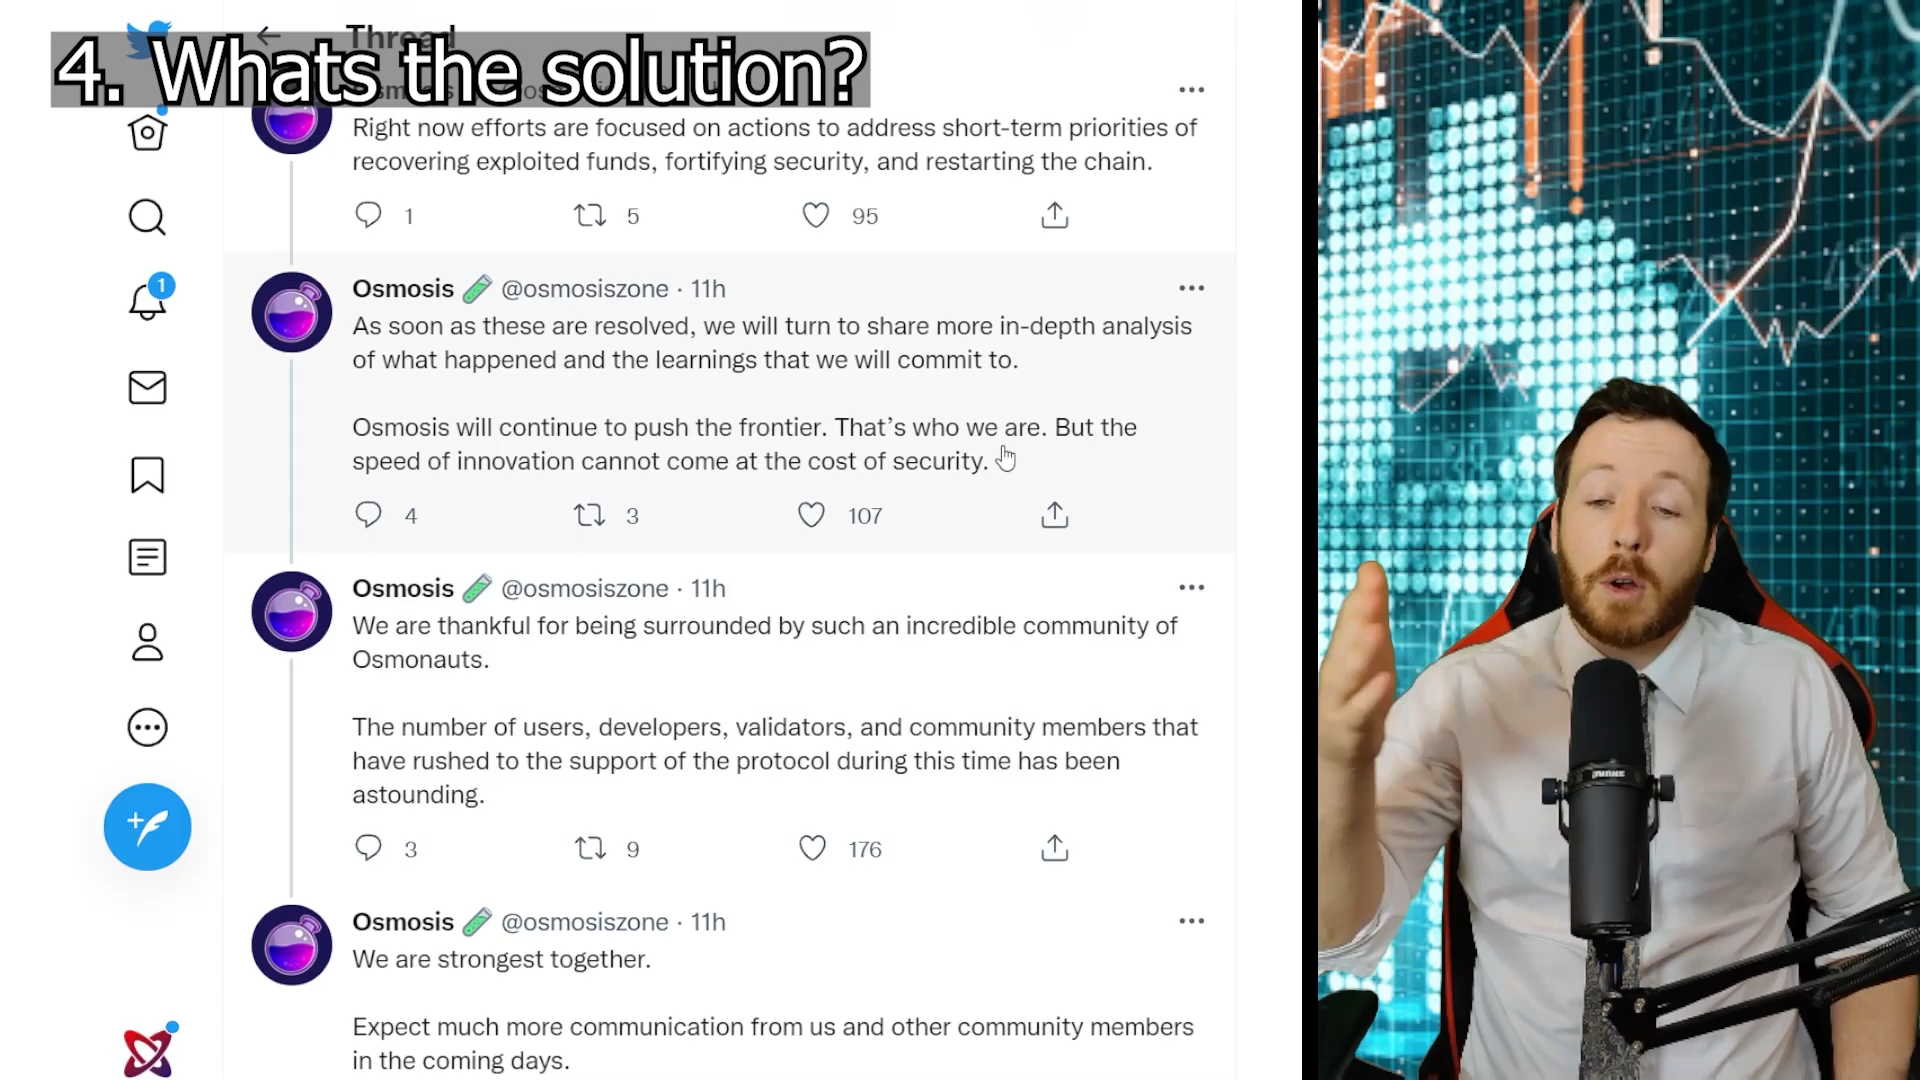 Thread
4. Whats the solution?
Right now efforts are focused on actions to address short-term priorities of
recovering exploited funds, fortifying security, and restarting the chain.
1 5 95
Osmosis @osmosiszone · 11h
As soon as these are resolved, we will turn to share more in-depth analysis
of what happened and the learnings that we will commit to.
Osmosis will continue to push the frontier. That's who we are. But the
speed of innovation cannot come at the cost of security.
4 3 107
1
Osmosis @osmosiszone · 11h
We are thankful for being surrounded by such an incredible community of
Osmonauts.
The number of users, developers, validators, and community members that
have rushed to the support of the protocol during this time has been
astounding.
3 9 176
Osmosis @osmosiszone · 11h
We are strongest together.
Expect much more communication from us and other community members
in the coming days.